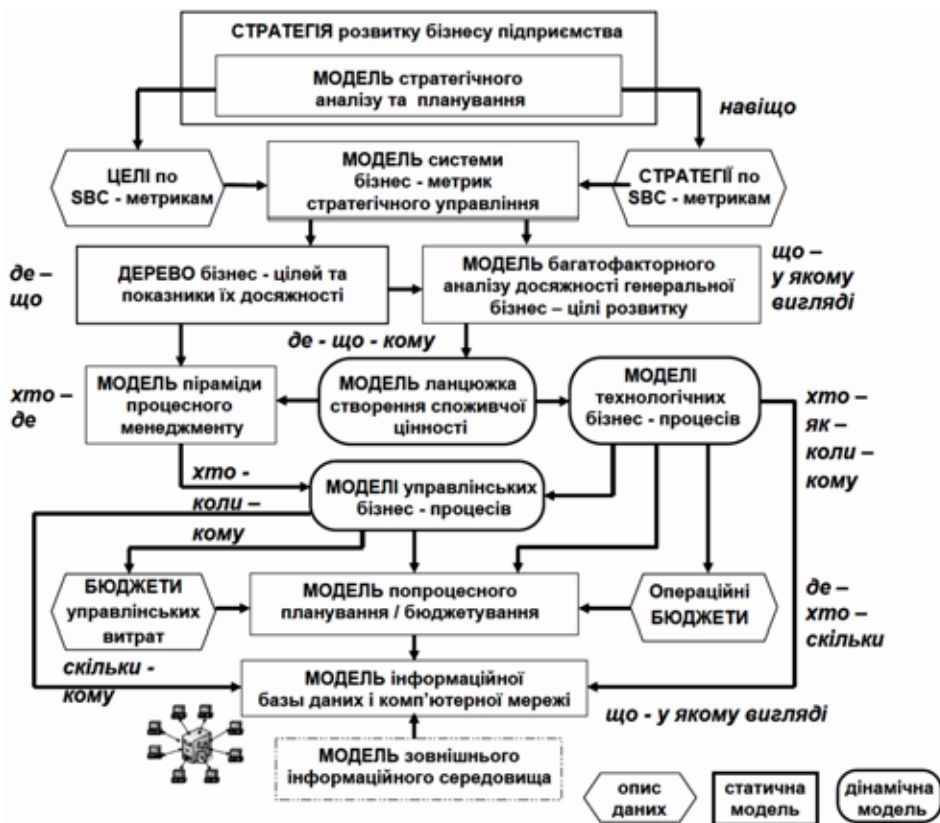 СТРАТЕГІЯ розвитку бізнесу підприємства
МОДЕЛЬ стратегічного
аналізу та планування
навіщо
ЦЕЛІ по
SBC - метрикам
МОДЕЛЬ системи
бізнес - метрик
стратегічного управління
СТРАТЕГІЇ по
SBC - метрикам
де –
що
ДЕРЕВО бізнес - цілей та
показники їх досяжності
МОДЕЛЬ багатофакторного
аналізу досяжності генеральної
бізнес – цілі розвитку
що –
у якому
вигляді
де - що - кому
хто –
де
МОДЕЛЬ піраміди
процесного
менеджменту
МОДЕЛЬ ланцюжка
створення споживчої
цінності
МОДЕЛІ
технологічних
бізнес - процесів
хто –
як –
коли –
кому
хто -
коли –
кому
МОДЕЛІ управлінських
бізнес - процесів
БЮДЖЕТИ
управлінських
витрат
МОДЕЛЬ попроцесного
планування / бюджетування
Операційні
БЮДЖЕТИ
де –
хто –
скільки
скільки -
кому
МОДЕЛЬ інформаційної
базы даних і комп’ютерної мережі
що - у якому вигляді
МОДЕЛЬ зовнішнього
інформаційного середовища
опис
даних
статична
модель
дінамічна
модель